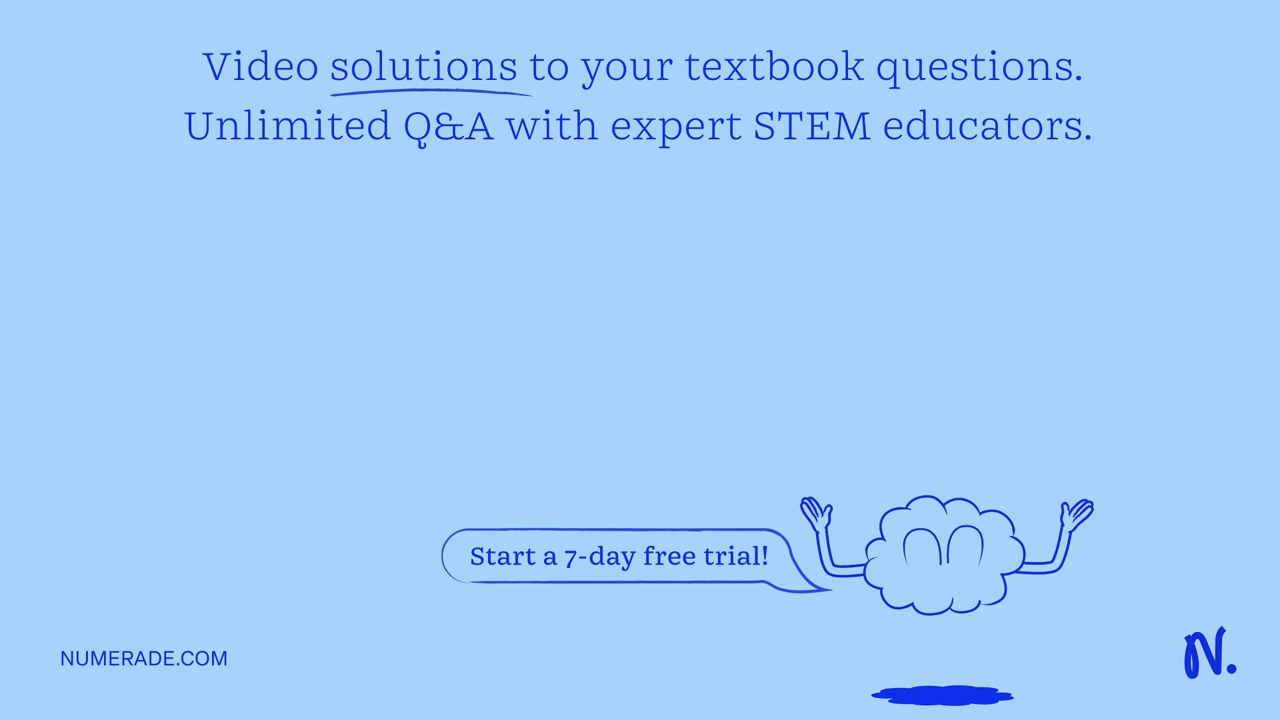 Video solutions to your textbook questions.
Unlimited Q&A with expert STEM educators.
Start a 7-day free trial!
NUMERADE.COM
N.